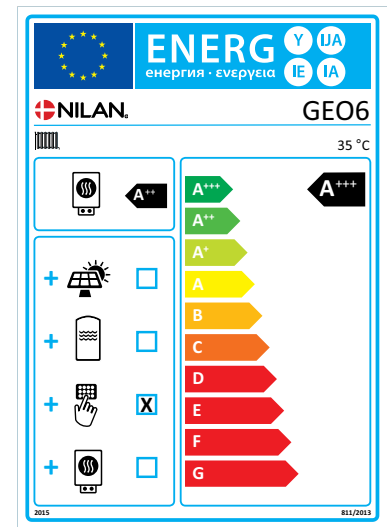 ENERG Y IJA
енергия · ενεργεια IE IA
NILAN® GEO6
35 °C
A++
A+++ A+++
A++
A+
A
B
C
D
X E
F
G
2015 811/2013